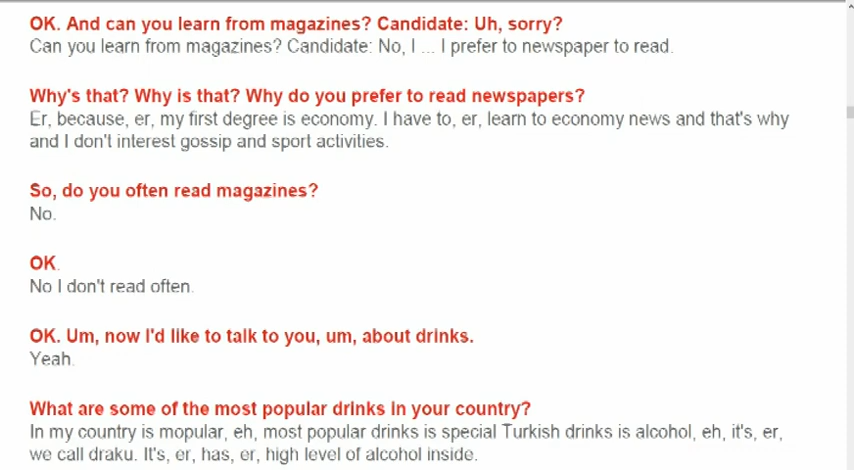 OK. And can you learn from magazines? Candidate: Uh, sorry?
Can you learn from magazines? Candidate: No, I ... I prefer to newspaper to read.
Why's that? Why is that? Why do you prefer to read newspapers?
Er, because, er, my first degree is economy. I have to, er, learn to economy news and that's why
and I don't interest gossip and sport activities.
So, do you often read magazines?
No.
OK.
No I don't read often.
OK. Um, now I'd like to talk to you, um, about drinks.
Yeah.
What are some of the most popular drinks in your country?
In my country is mopular, eh, most popular drinks is special Turkish drinks is alcohol, eh, it's, er,
we call draku. It's, er, has, er, high level of alcohol inside.